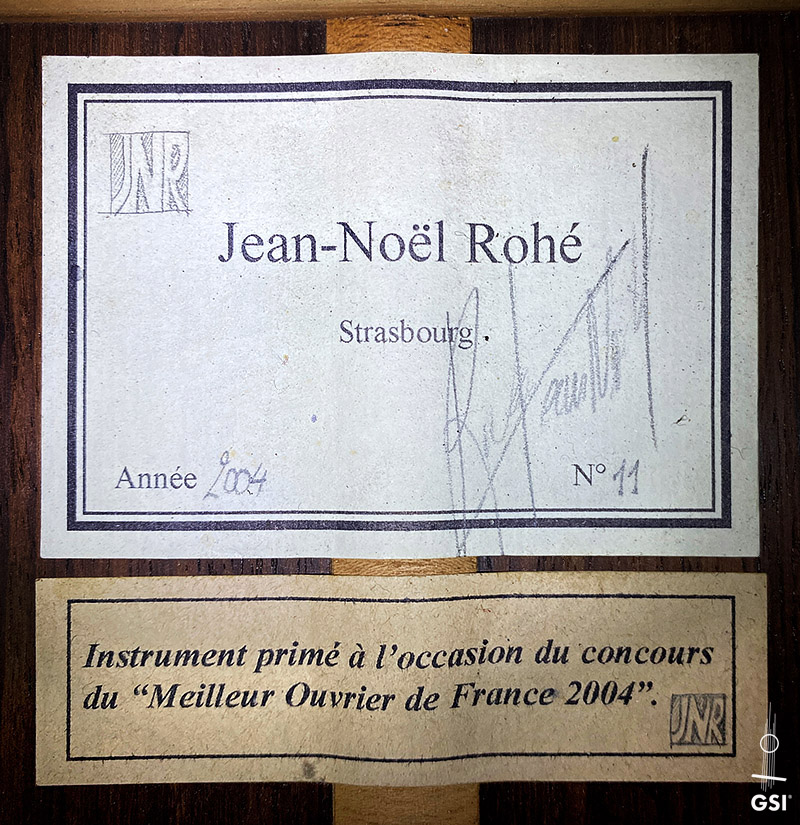 JNR
Jean-Noël Rohé
Strasbourg.
Année 2004
N° 11
Instrument primé à l'occasion du concours
du “Meilleur Ouvrier de France 2004”.
JNR
GSI